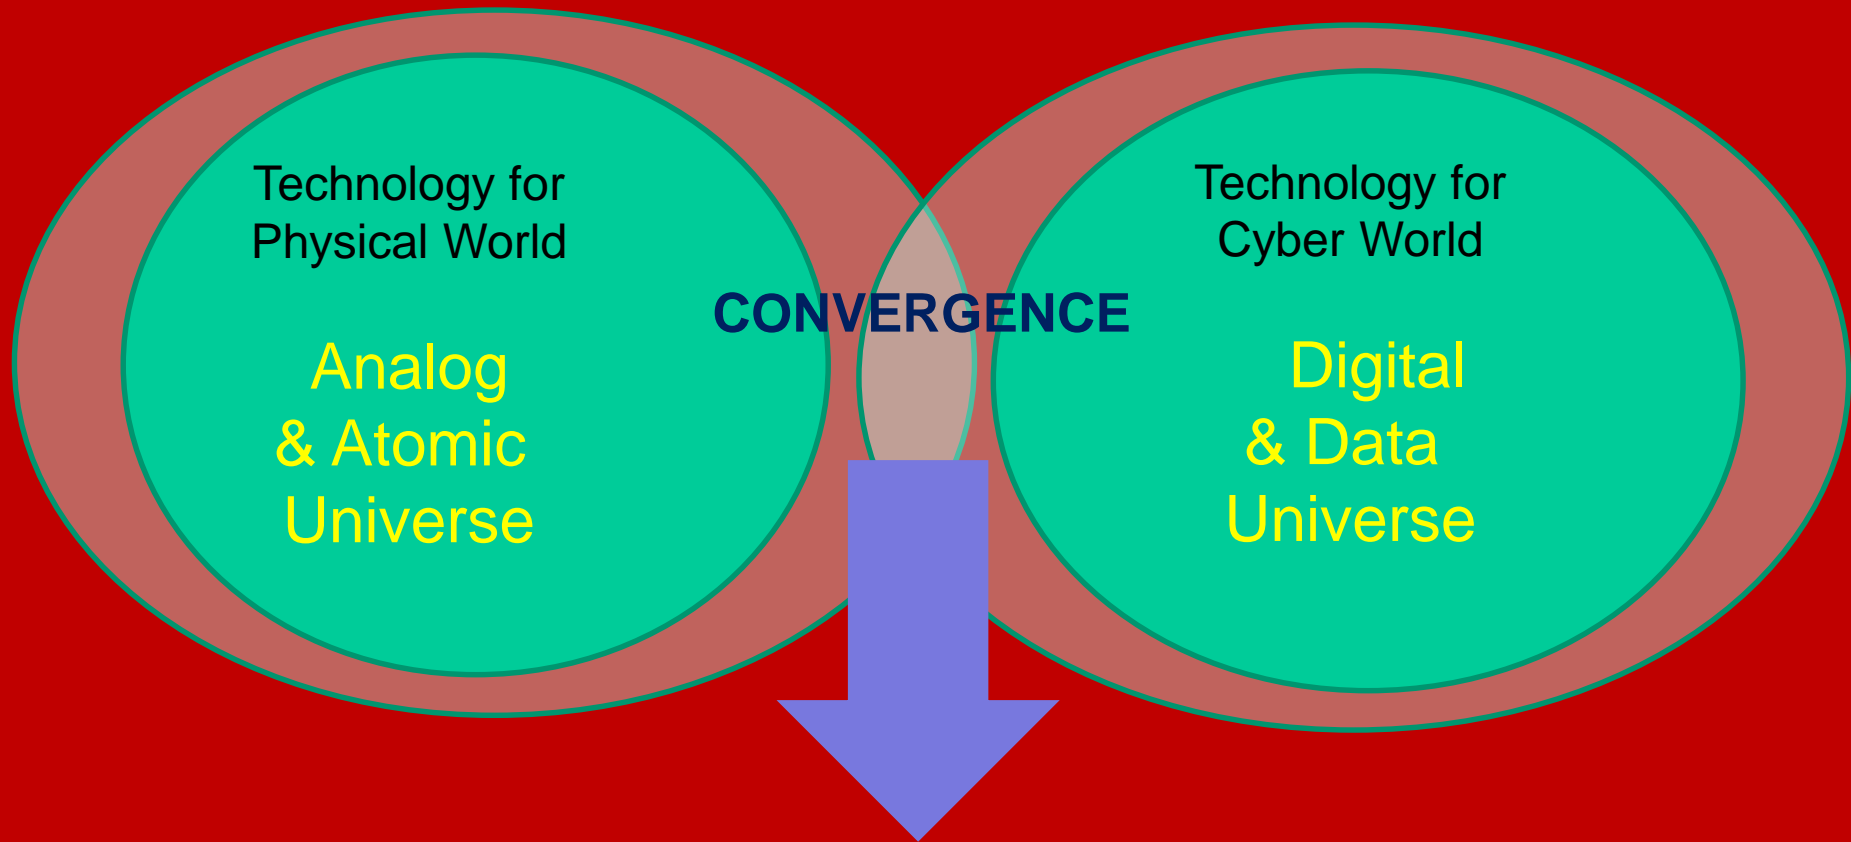 Technology for
Physical World
Analog
& Atomic
Universe
CONVERGENCE
Technology for
Cyber World
Digital
& Data
Universe